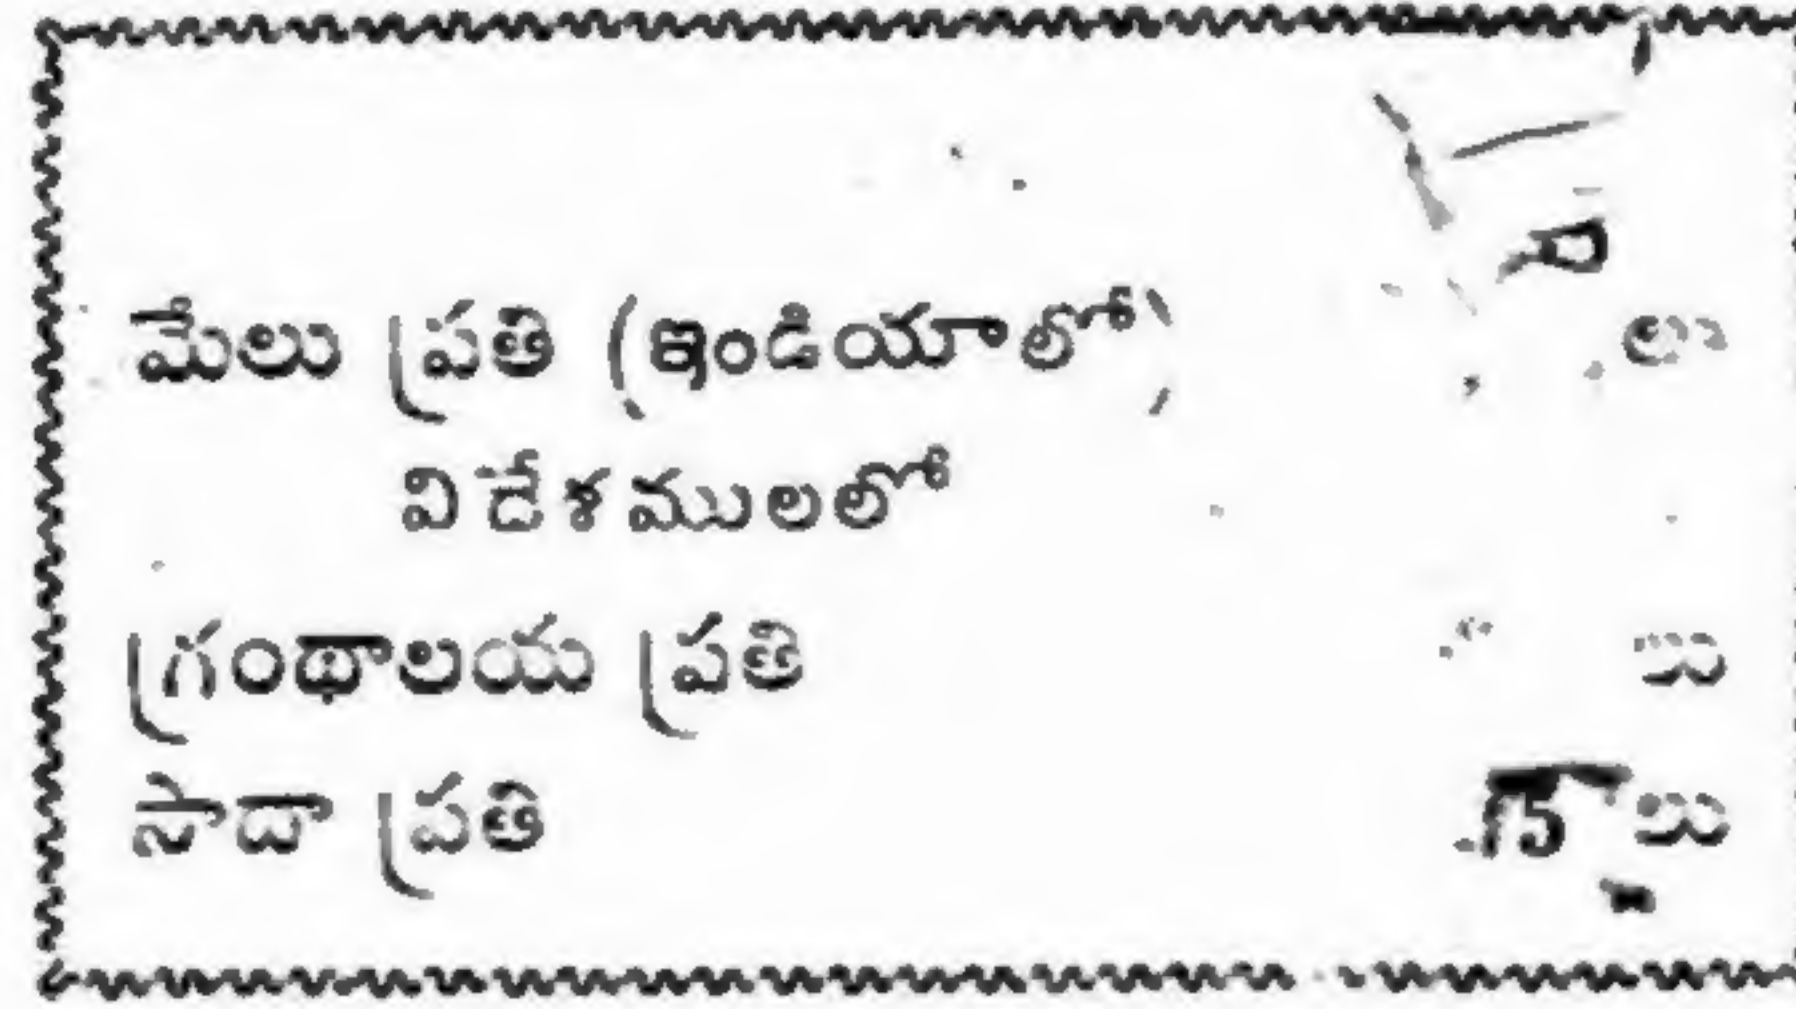 మేలు ప్రతి (ఇండియాలో)
విదేశములలో
గ్రంథాలయ ప్రతి
సాదా ప్రతి